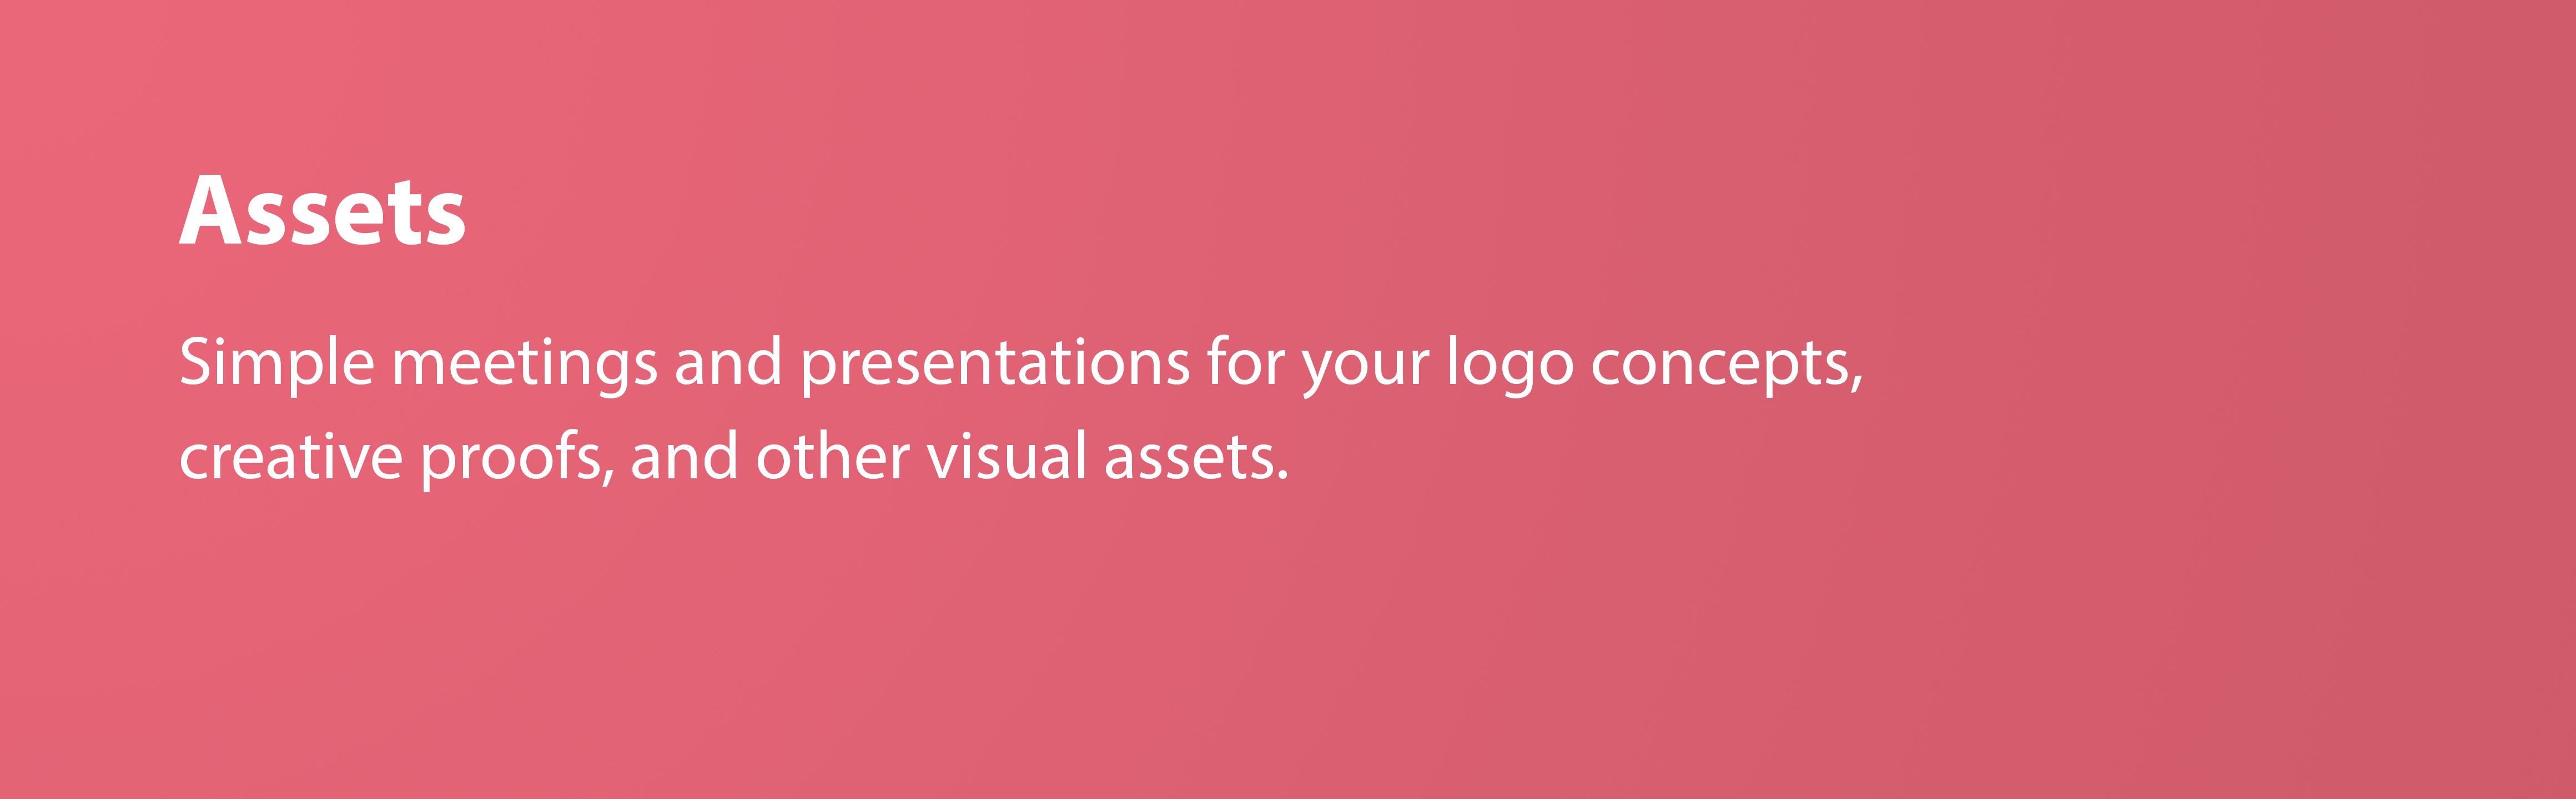 Assets
Simple meetings and presentations for your logo concepts,
creative proofs, and other visual assets.